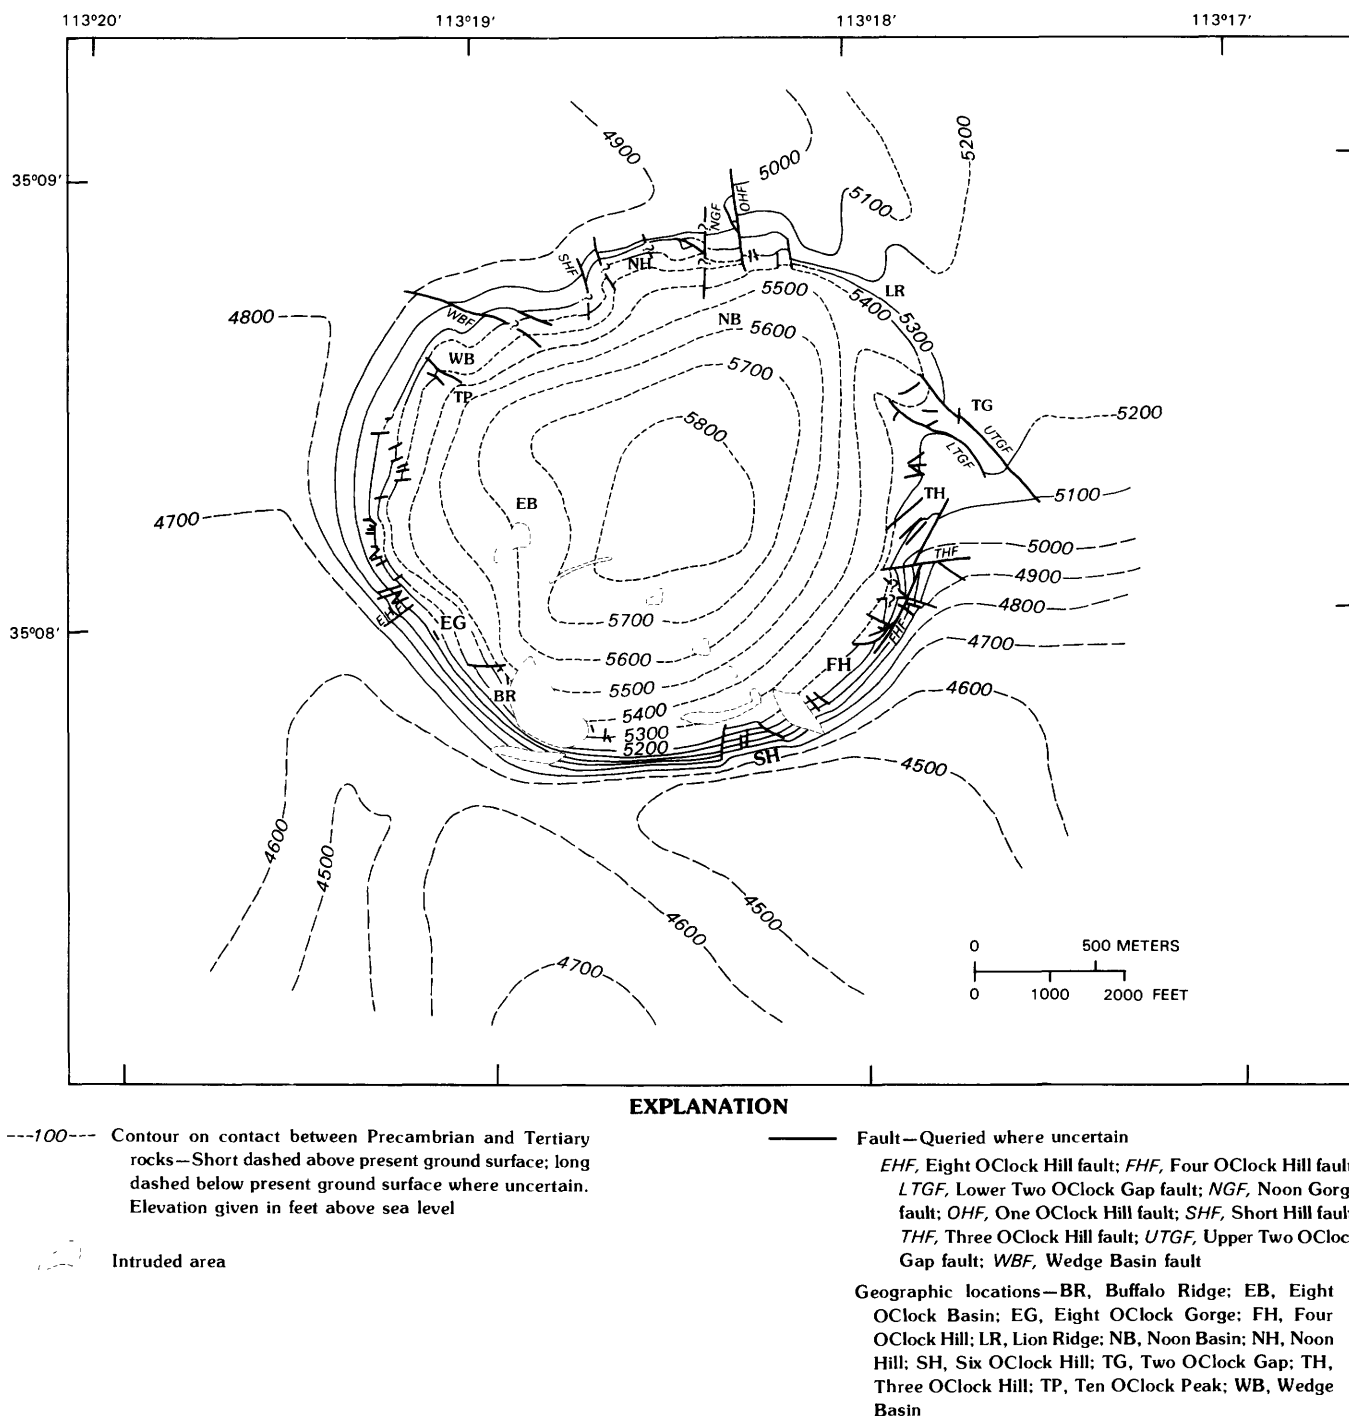 113°20′ 113°19′ 113°18′ 113°17′
4900
5000
5200
35°09′
5100
OHF
NGF
SHF
NH
LR
5500
5400
5300
4800
WBF
NB
5600
WB
5700
TP
TG
5200
5800
UTGF
LTGF
TH
EB
5100
4700
5000
THF
4900
4800
EHF
EG
5700
FHF
4700
35°08′
5600
FH
BR
5500
4600
5400
5300
5200
SH
4500
4600
4500
4500
4600
4700
0 500 METERS
0 1000 2000 FEET
EXPLANATION
---100--- Contour on contact between Precambrian and Tertiary
rocks—Short dashed above present ground surface; long
dashed below present ground surface where uncertain.
Elevation given in feet above sea level
Intruded area
Fault—Queried where uncertain
EHF, Eight OClock Hill fault; FHF, Four OClock Hill faul
LTGF, Lower Two OClock Gap fault; NGF, Noon Gorg
fault; OHF, One OClock Hill fault; SHF, Short Hill faul
THF, Three OClock Hill fault; UTGF, Upper Two OCloc
Gap fault; WBF, Wedge Basin fault
Geographic locations—BR, Buffalo Ridge; EB, Eight
OClock Basin; EG, Eight OClock Gorge; FH, Four
OClock Hill; LR, Lion Ridge; NB, Noon Basin; NH, Noon
Hill; SH, Six OClock Hill; TG, Two OClock Gap; TH,
Three OClock Hill; TP, Ten OClock Peak; WB, Wedge
Basin